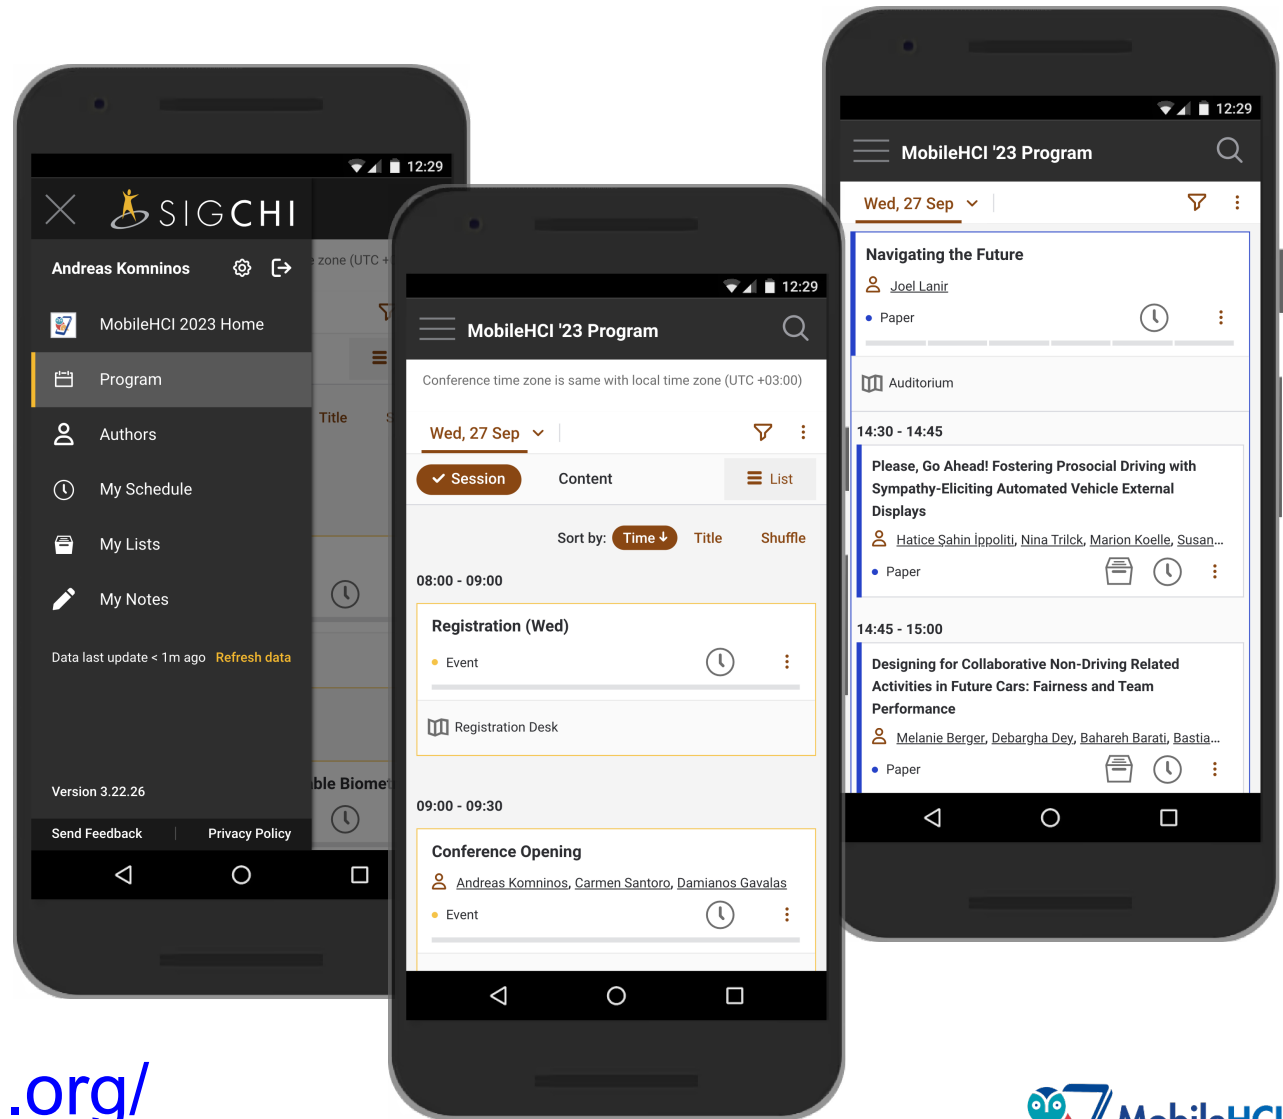 12:29
SIGCHI
Andreas Komninos
zone (UTC +
MobileHCI 2023 Home
Program
Title
Authors
My Schedule
My Lists
My Notes
Data last update < 1m ago Refresh data
Version 3.22.26
Send Feedback
Privacy Policy
12:29
MobileHCI '23 Program
Conference time zone is same with local time zone (UTC +03:00)
Wed, 27 Sep
Session
Content
List
Sort by:
Time
Title
Shuffle
08:00 - 09:00
Registration (Wed)
Event
Registration Desk
09:00 - 09:30
Conference Opening
Andreas Komninos, Carmen Santoro, Damianos Gavalas
Event
12:29
MobileHCI '23 Program
Wed, 27 Sep
Navigating the Future
Joel Lanir
Paper
Auditorium
14:30 - 14:45
Please, Go Ahead! Fostering Prosocial Driving with
Sympathy-Eliciting Automated Vehicle External
Displays
Hatice Şahin İppoliti, Nina Trilck, Marion Koelle, Susan...
Paper
14:45 - 15:00
Designing for Collaborative Non-Driving Related
Activities in Future Cars: Fairness and Team
Performance
Melanie Berger, Debargha Dey, Bahareh Barati, Bastia...
Paper
.org/
MobileHCI